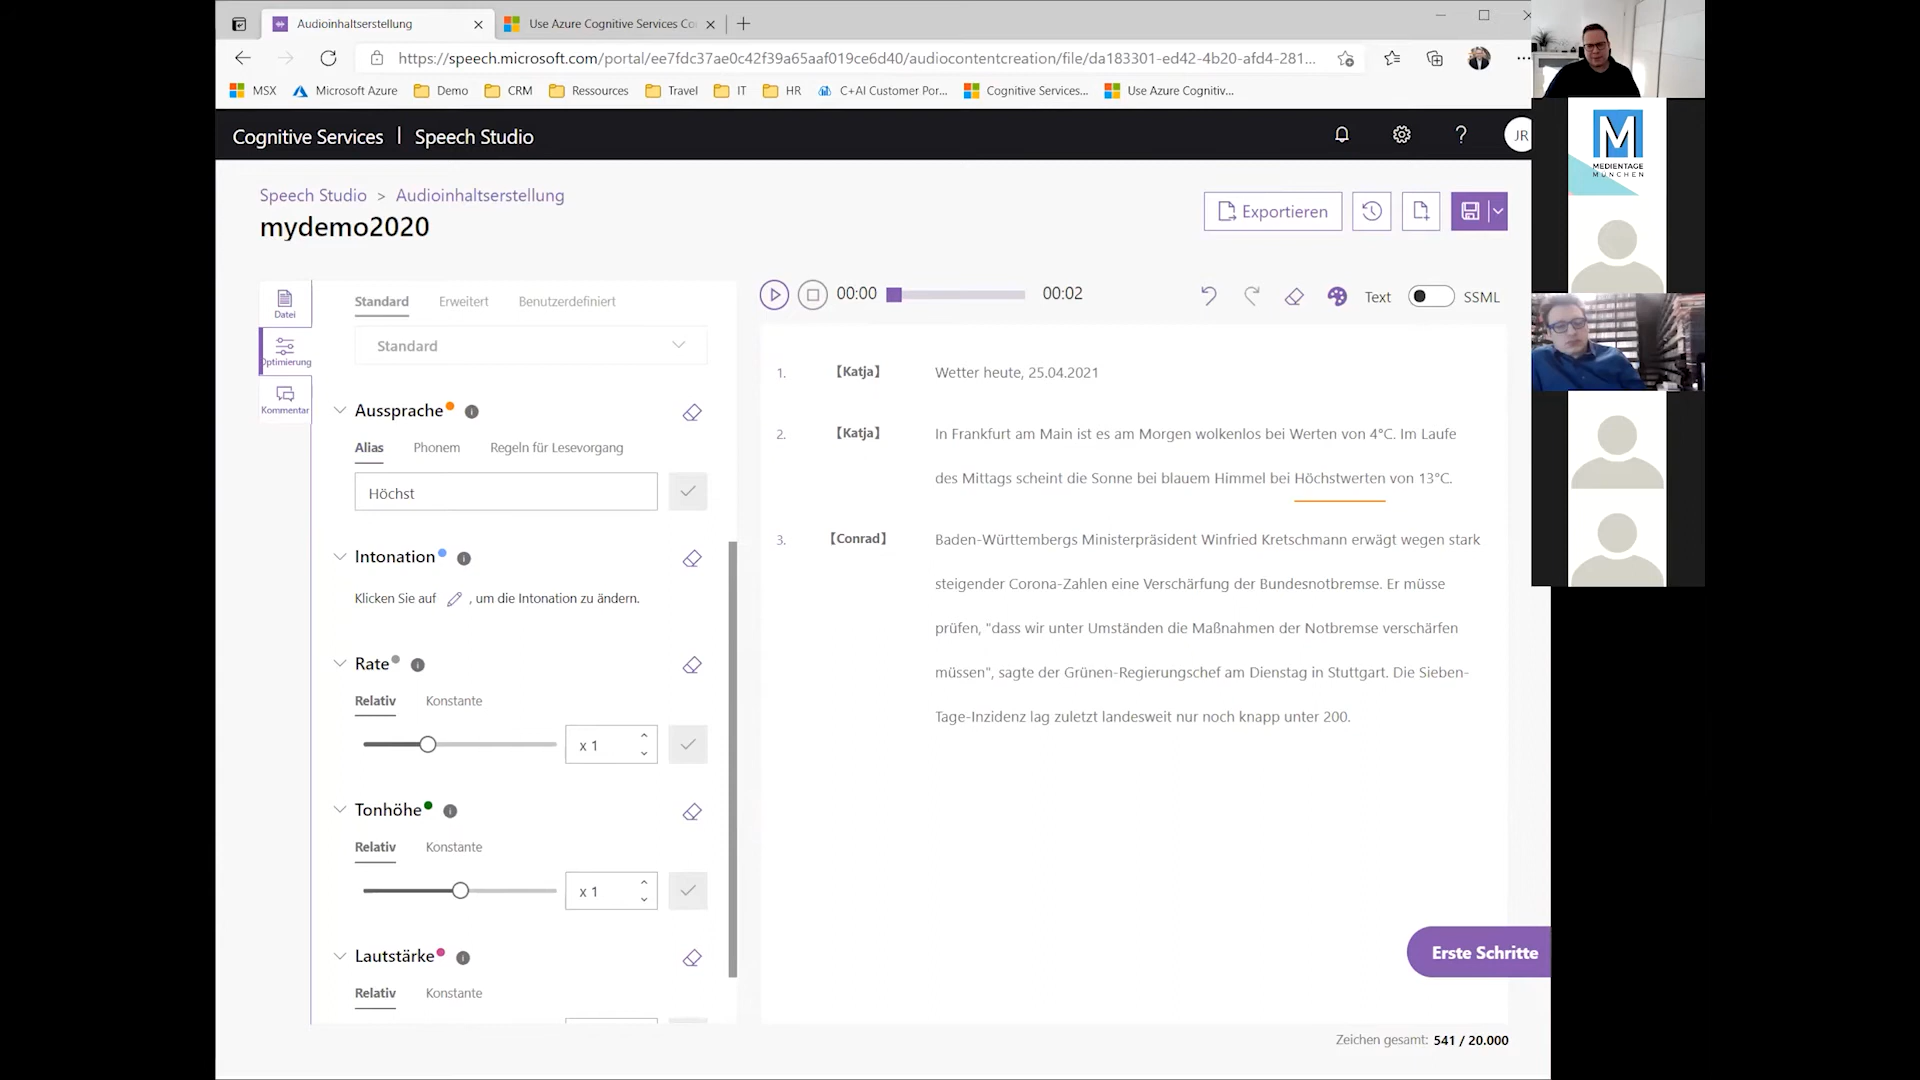 Audioinhaltserstellung
Use Azure Cognitive Services Co
https://speech.microsoft.com/portal/ee7fdc37ae0c42f39a65aaf019ce6d40/audiocontentcreation/file/da183301-ed42-4b20-afd4-281...
MSX Microsoft Azure Demo CRM Ressources Travel IT HR C+AI Customer Por... Cognitive Services... Use Azure Cognitiv...
Cognitive Services | Speech Studio
JR
MEDIENTAGE
MÜNCHEN
Speech Studio > Audioinhaltserstellung
mydemo2020
Exportieren
Datei
Optimierung
Kommentar
Standard Erweitert Benutzerdefiniert
Standard
Aussprache
Alias Phonem Regeln für Lesevorgang
Höchst
Intonation
Klicken Sie auf , um die Intonation zu ändern.
Rate
Relativ Konstante
x 1
Tonhöhe
Relativ Konstante
x 1
Lautstärke
Relativ Konstante
00:00 00:02 Text SSML
1. 【Katja】 Wetter heute, 25.04.2021
2. 【Katja】 In Frankfurt am Main ist es am Morgen wolkenlos bei Werten von 4°C. Im Laufe
des Mittags scheint die Sonne bei blauem Himmel bei Höchstwerten von 13°C.
3. 【Conrad】 Baden-Württembergs Ministerpräsident Winfried Kretschmann erwägt wegen stark
steigender Corona-Zahlen eine Verschärfung der Bundesnotbremse. Er müsse
prüfen, "dass wir unter Umständen die Maßnahmen der Notbremse verschärfen
müssen", sagte der Grünen-Regierungschef am Dienstag in Stuttgart. Die Sieben-
Tage-Inzidenz lag zuletzt landesweit nur noch knapp unter 200.
Erste Schritte
Zeichen gesamt: 541 / 20.000